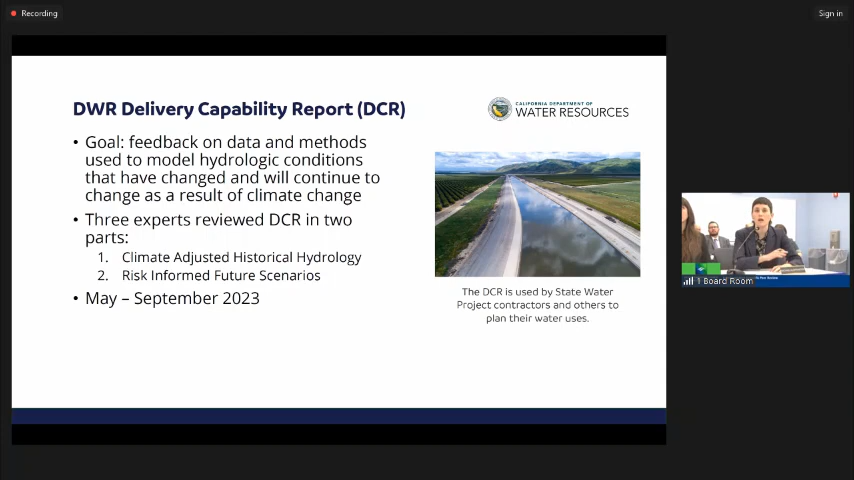 Recording
Sign in
DWR Delivery Capability Report (DCR)
CALIFORNIA DEPARTMENT OF
WATER RESOURCES
• Goal: feedback on data and methods
used to model hydrologic conditions
that have changed and will continue to
change as a result of climate change
• Three experts reviewed DCR in two
parts:
1. Climate Adjusted Historical Hydrology
2. Risk Informed Future Scenarios
• May – September 2023
The DCR is used by State Water
Project contractors and others to
plan their water uses.
Board Room